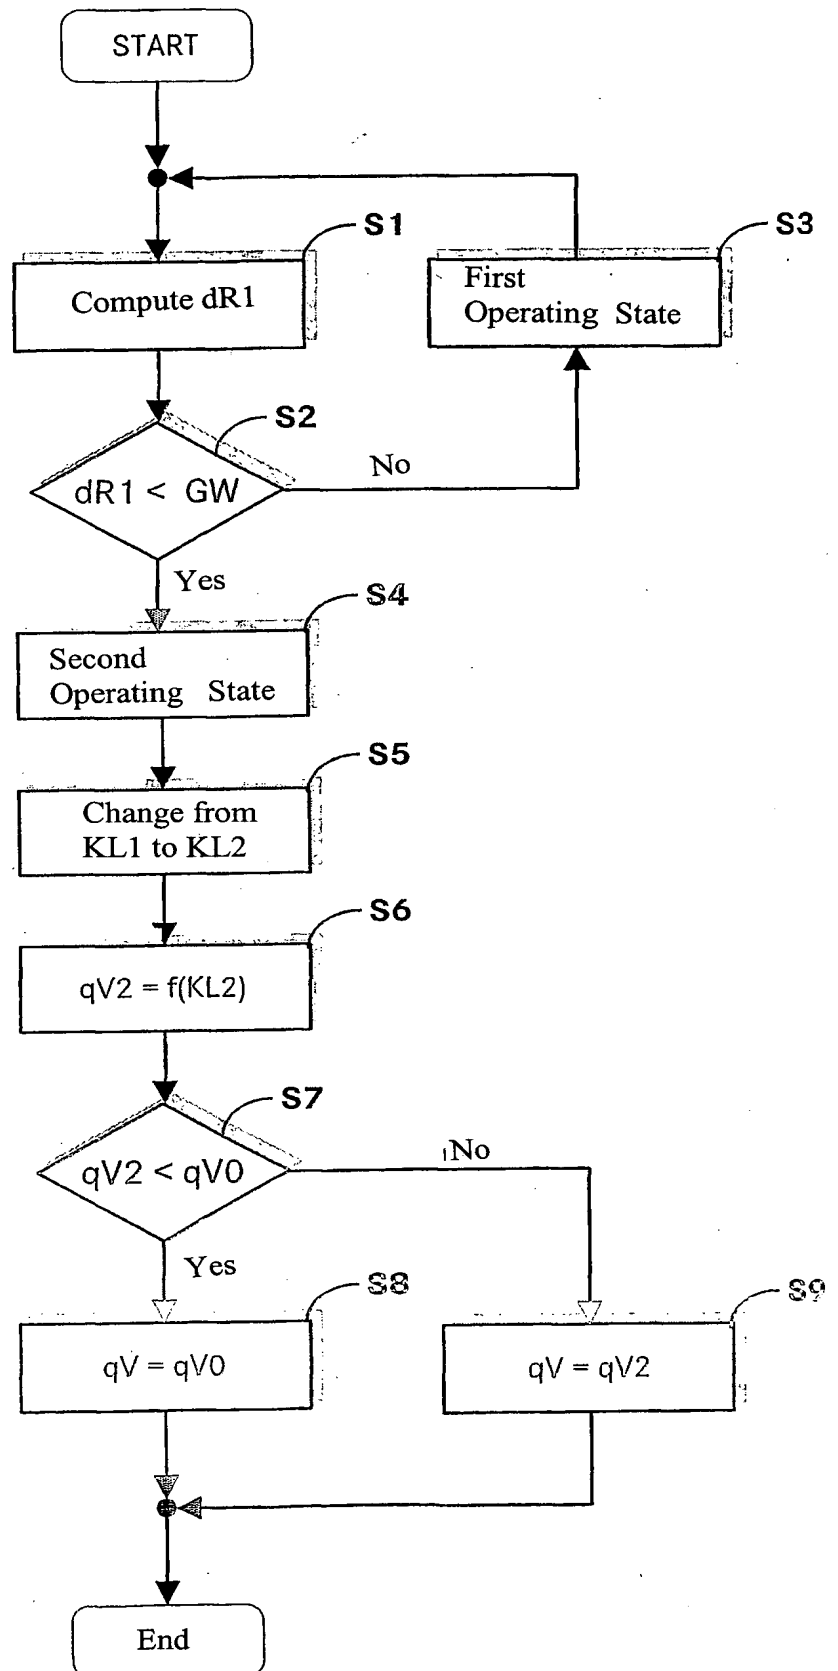 START
S1
S3
Compute dR1
First
Operating State
S2
dR1 < GW
No
Yes
S4
Second
Operating State
S5
Change from
KL1 to KL2
S6
qV2 = f(KL2)
S7
qV2 < qV0
No
Yes
S8
S9
qV = qV0
qV = qV2
End